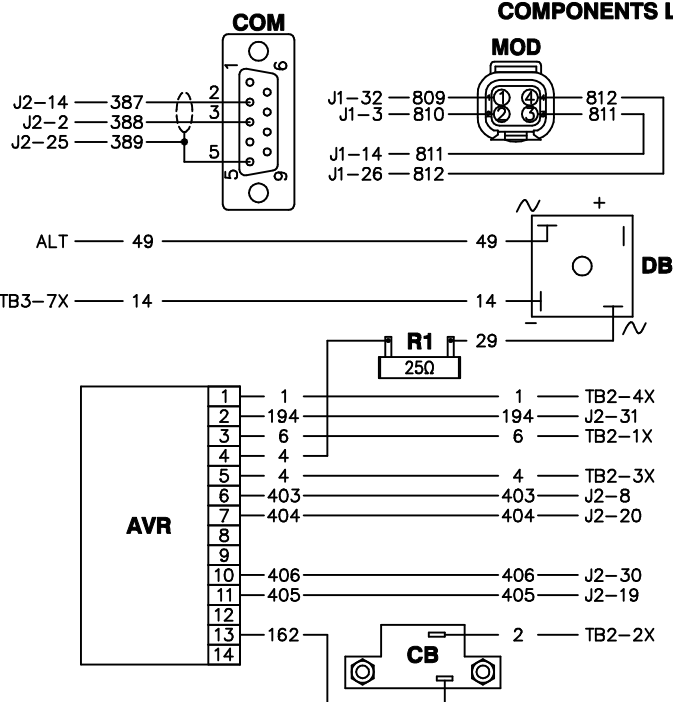 COMPONENTS L
COM
MOD
1 6
J2-14 387 2
J2-2 388 3
J2-25 389 5
5 9
J1-32 809 1 4 812
J1-3 810 2 3 811
J1-14 811
J1-26 812
+
ALT 49 49
DB
TB3-7X 14 14
-
R1 29
25Ω
1 1 1 TB2-4X
2 194 194 J2-31
3 6 6 TB2-1X
4 4
5 4 4 TB2-3X
6 403 403 J2-8
7 404 404 J2-20
AVR
8
9
10 406 406 J2-30
11 405 405 J2-19
12
13 162 2 TB2-2X
CB
14